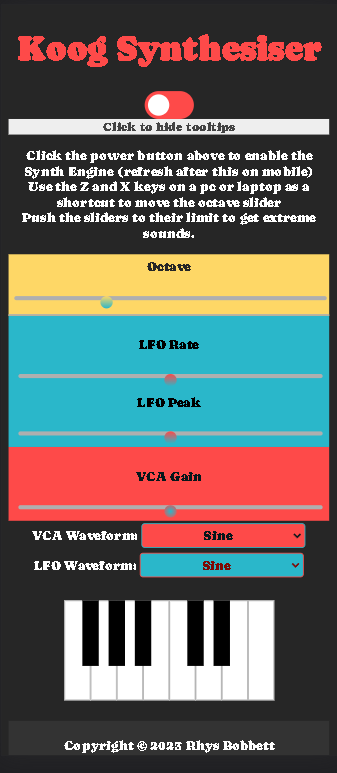 Koog Synthesiser
Click to hide tooltips
Click the power button above to enable the
Synth Engine (refresh after this on mobile)
Use the Z and X keys on a pc or laptop as a
shortcut to move the octave slider
Push the sliders to their limit to get extreme
sounds.
Octave
LFO Rate
LFO Peak
VCA Gain
VCA Waveform: Sine
LFO Waveform: Sine
Copyright © 2023 Rhys Bobbett